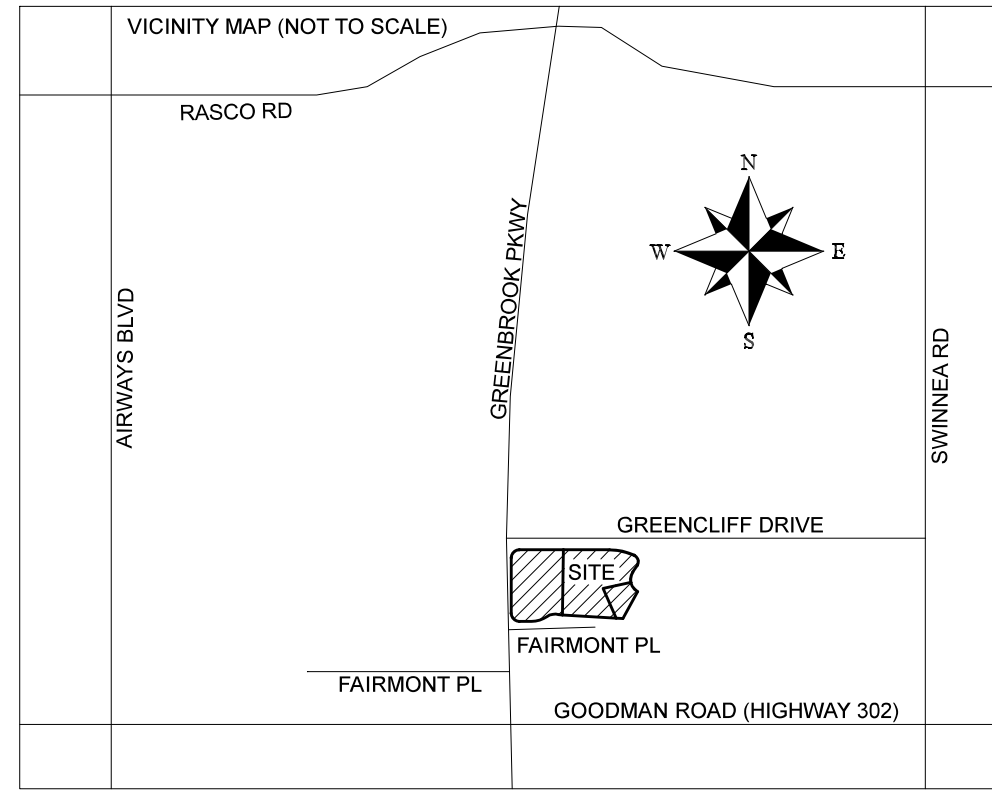 VICINITY MAP (NOT TO SCALE)
RASCO RD
N
W
E
S
GREENBROOK PKWY
AIRWAYS BLVD
SWINNEA RD
GREENCLIFF DRIVE
SITE
FAIRMONT PL
FAIRMONT PL
GOODMAN ROAD (HIGHWAY 302)